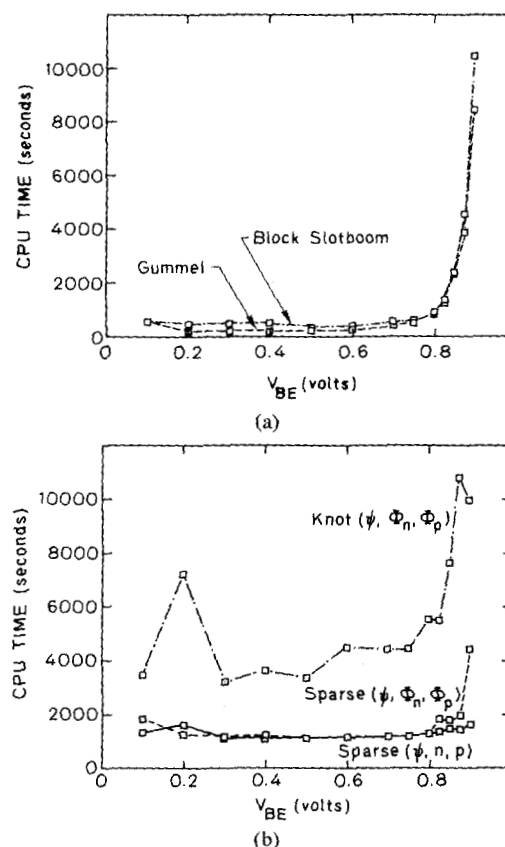 CPU TIME (seconds)
10000
8000
6000
4000
2000
0
Block Slotboom
Gummel
0
0.2
0.4
0.6
0.8
V_BE (volts)
(a)
CPU TIME (seconds)
10000
8000
6000
4000
2000
0
Knot (ψ, Φn, Φp)
Sparse (ψ, Φn, Φp)
Sparse (ψ, n, p)
0
0.2
0.4
0.6
0.8
V_BE (volts)
(b)